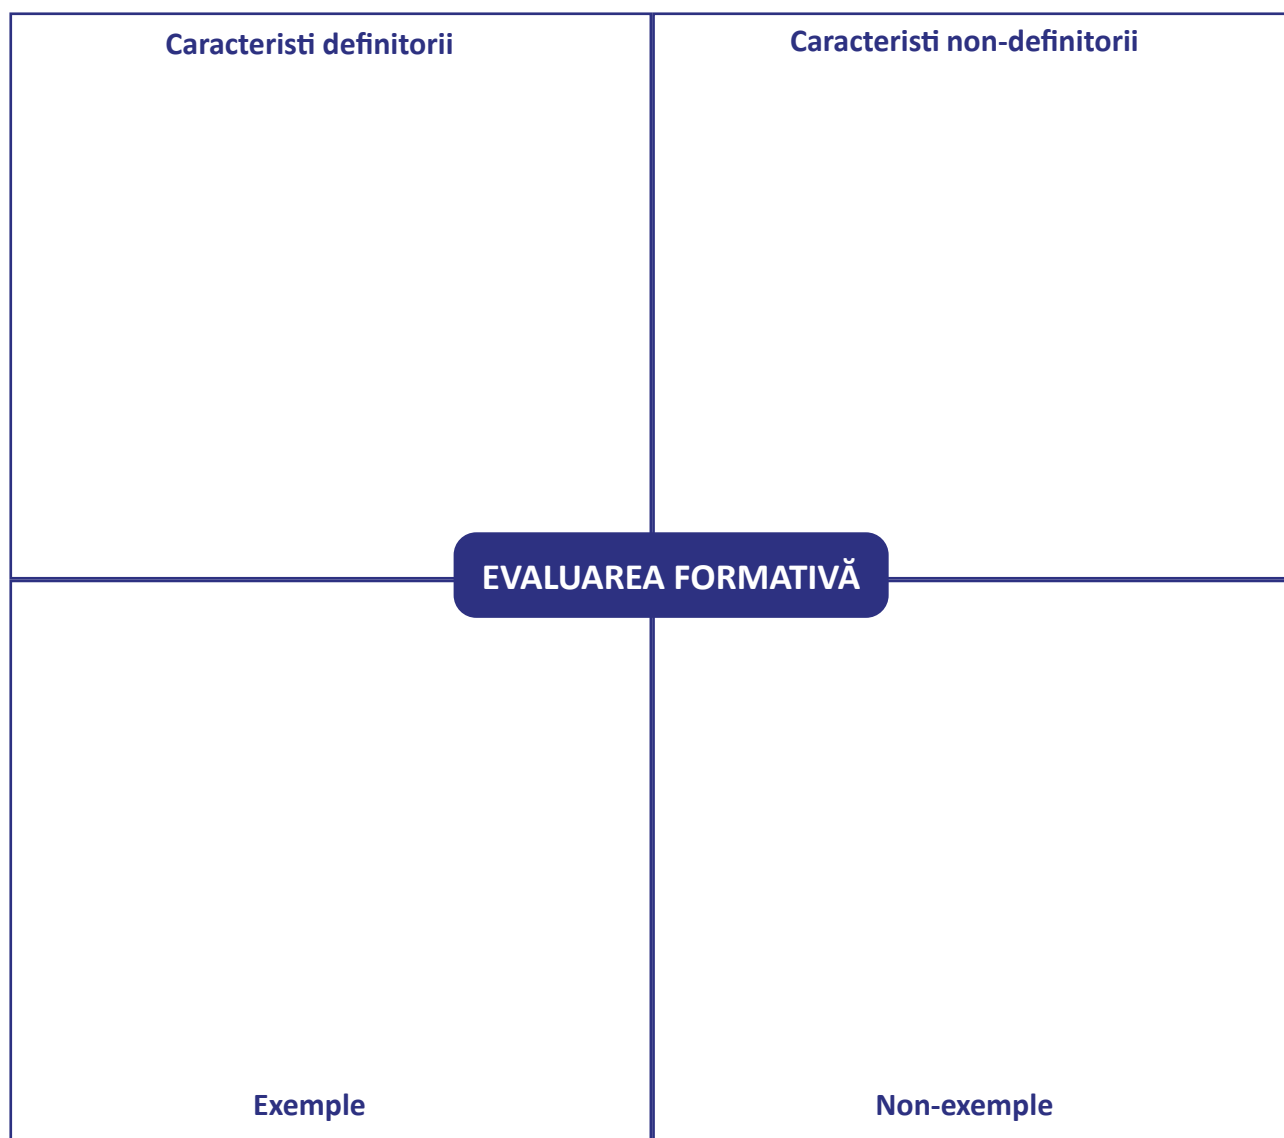 Caracteristi definitorii
Caracteristi non-definitorii
EVALUAREA FORMATIVĂ
Exemple
Non-exemple